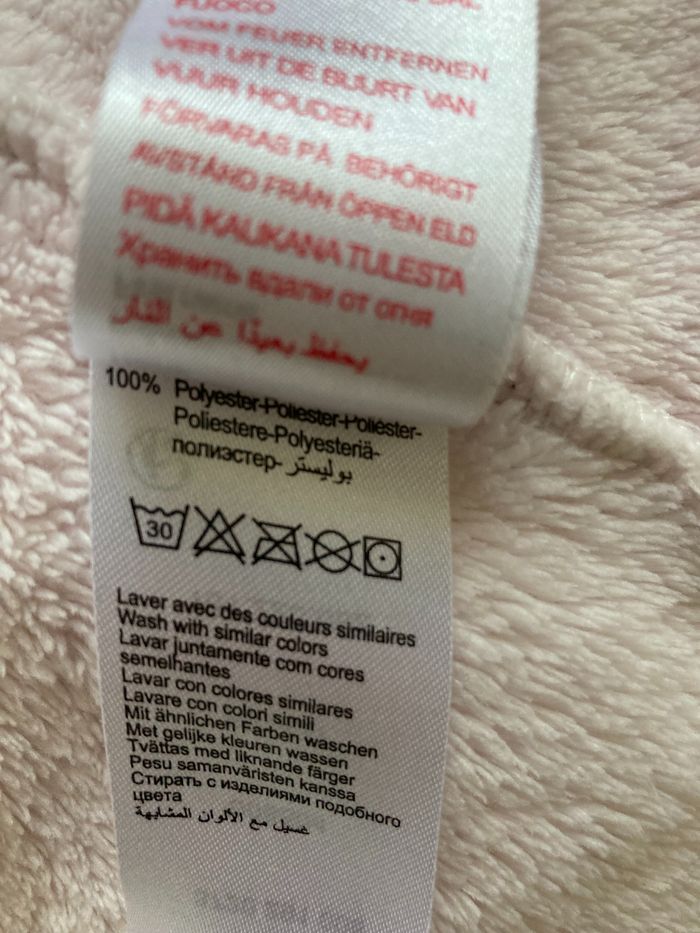 FUOCO
VOM FEUER ENTFERNEN
VER UIT DE BUURT VAN
VUUR HOUDEN
FÖRVARAS PÅ BEHÖRIGT
AVSTÅND FRÅN ÖPPEN ELD
PIDÄ KAUKANA TULESTA
Хранить вдали от огня
يحفظ بعيدًا عن النار
100% Polyester-Poliester-Poliéster-
Poliestere-Polyesteriä-
полиэстер- بوليستر
30
Laver avec des couleurs similaires
Wash with similar colors
Lavar juntamente com cores
semelhantes
Lavar con colores similares
Lavare con colori simili
Mit ähnlichen Farben waschen
Met gelijke kleuren wassen
Tvättas med liknande färger
Pesu samanväristen kanssa
Стирать с изделиями подобного
цвета
غسيل مع الألوان المشابهة